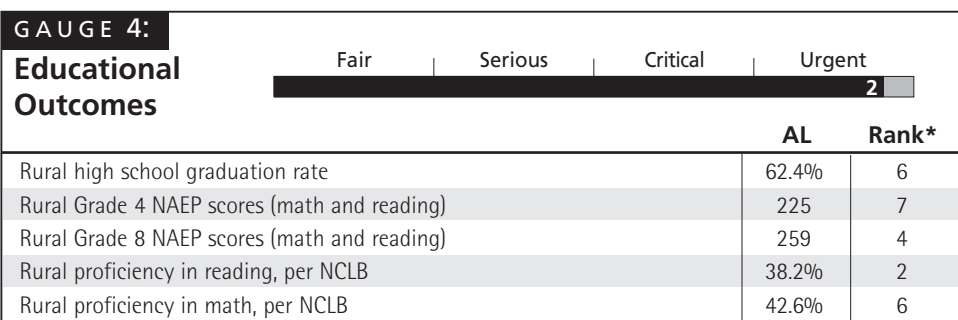 GAUGE 4:
Educational
Outcomes
Fair Serious Critical Urgent
2
AL Rank*
Rural high school graduation rate 62.4% 6
Rural Grade 4 NAEP scores (math and reading) 225 7
Rural Grade 8 NAEP scores (math and reading) 259 4
Rural proficiency in reading, per NCLB 38.2% 2
Rural proficiency in math, per NCLB 42.6% 6